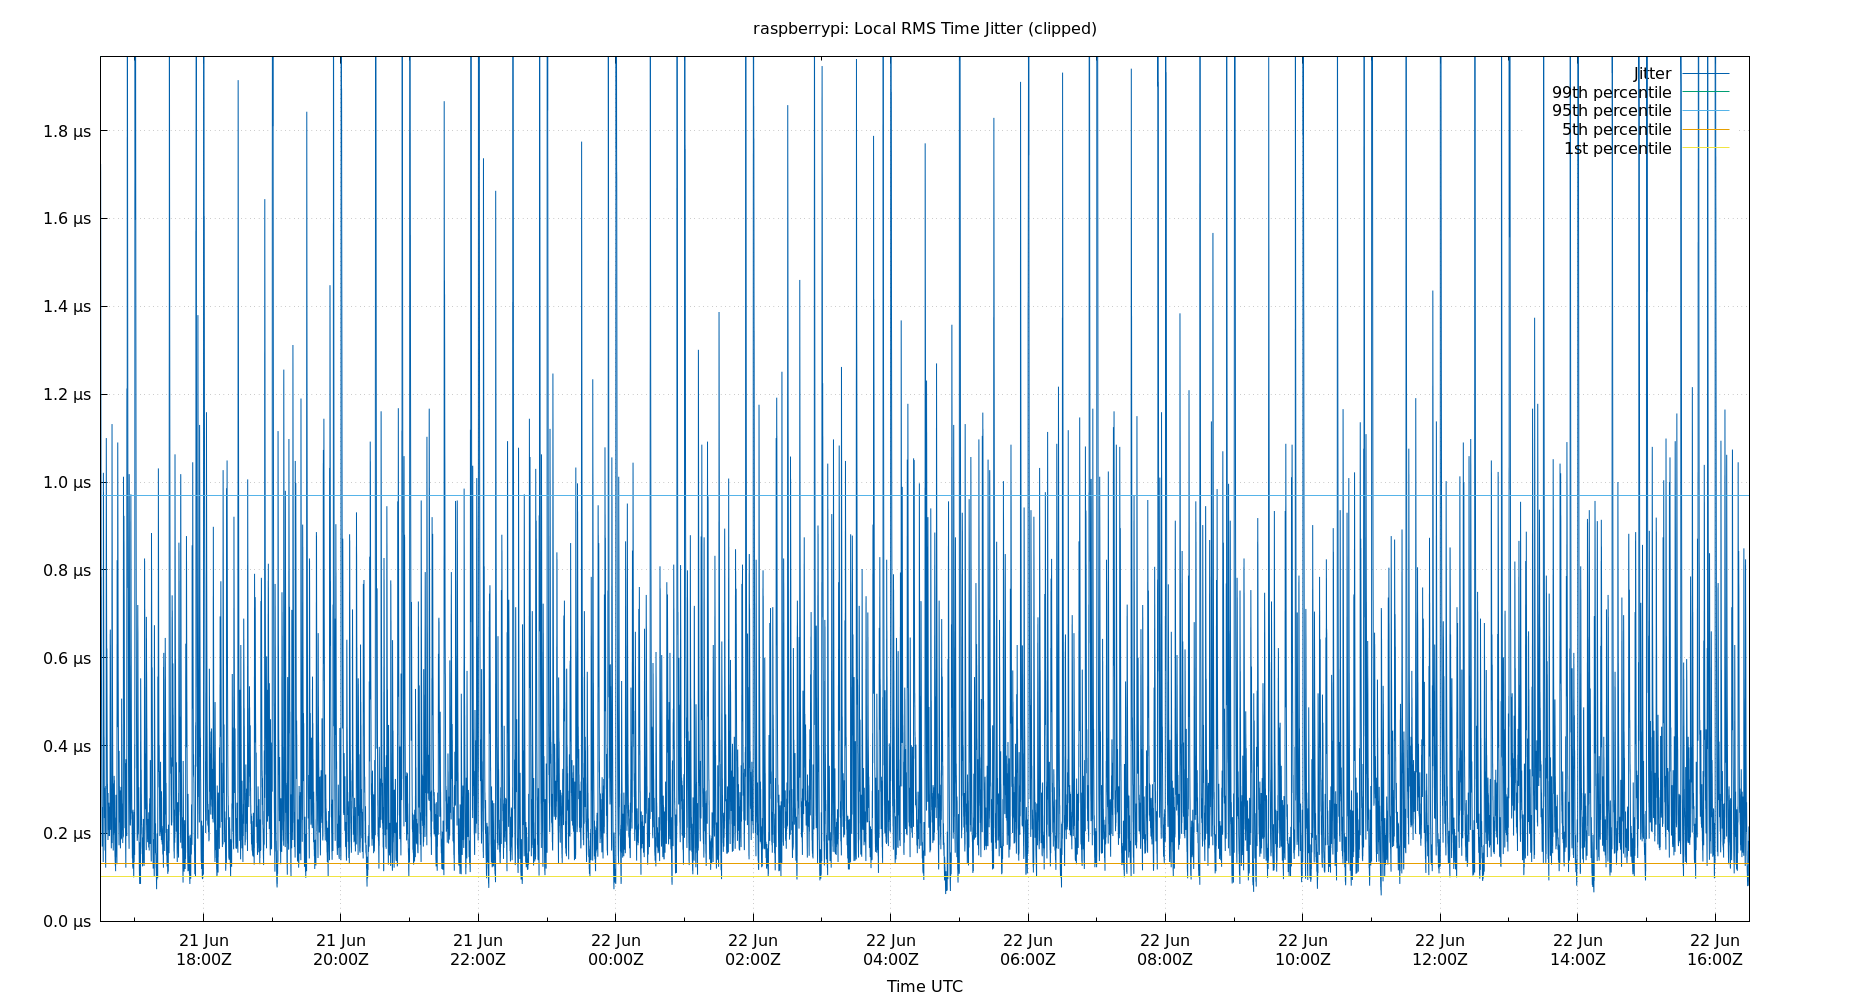 raspberrypi: Local RMS Time Jitter (clipped)
Jitter
99th percentile
95th percentile
5th percentile
1st percentile
1.8 µs
1.6 µs
1.4 µs
1.2 µs
1.0 µs
0.8 µs
0.6 µs
0.4 µs
0.2 µs
0.0 µs
21 Jun 21 Jun 21 Jun 22 Jun 22 Jun 22 Jun 22 Jun 22 Jun 22 Jun 22 Jun 22 Jun 22 Jun
18:00Z 20:00Z 22:00Z 00:00Z 02:00Z 04:00Z 06:00Z 08:00Z 10:00Z 12:00Z 14:00Z 16:00Z
Time UTC